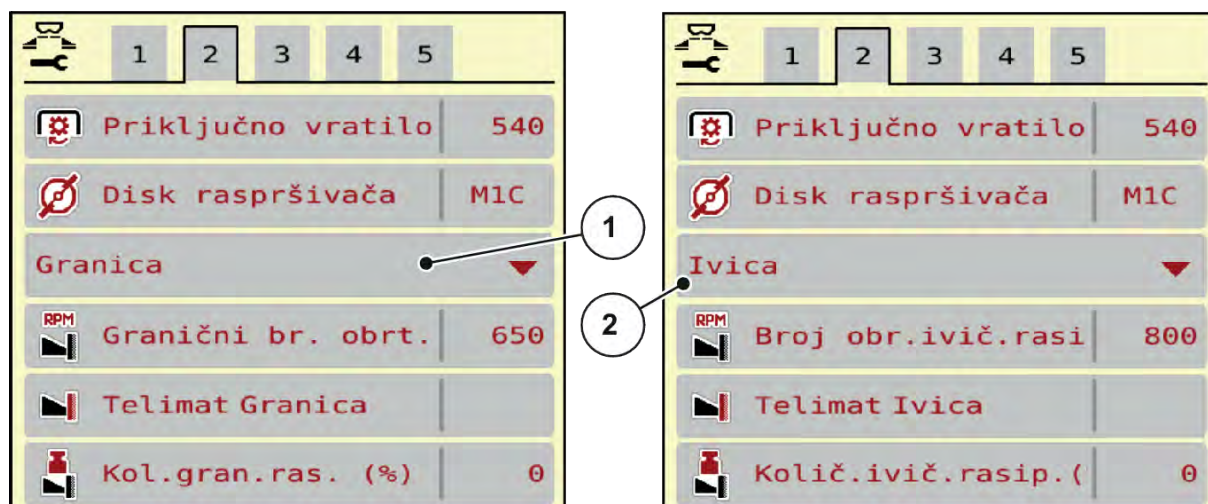 1 2 3 4 5
Priključno vratilo 540
Disk raspršivača M1C
Granica
RPM
Granični br. obrt. 650
Telimat Granica
Kol.gran.ras. (%) 0
1
2
1 2 3 4 5
Priključno vratilo 540
Disk raspršivača M1C
Ivica
RPM
Broj obr.ivič.rasi 800
Telimat Ivica
Količ.ivič.rasip.( 0